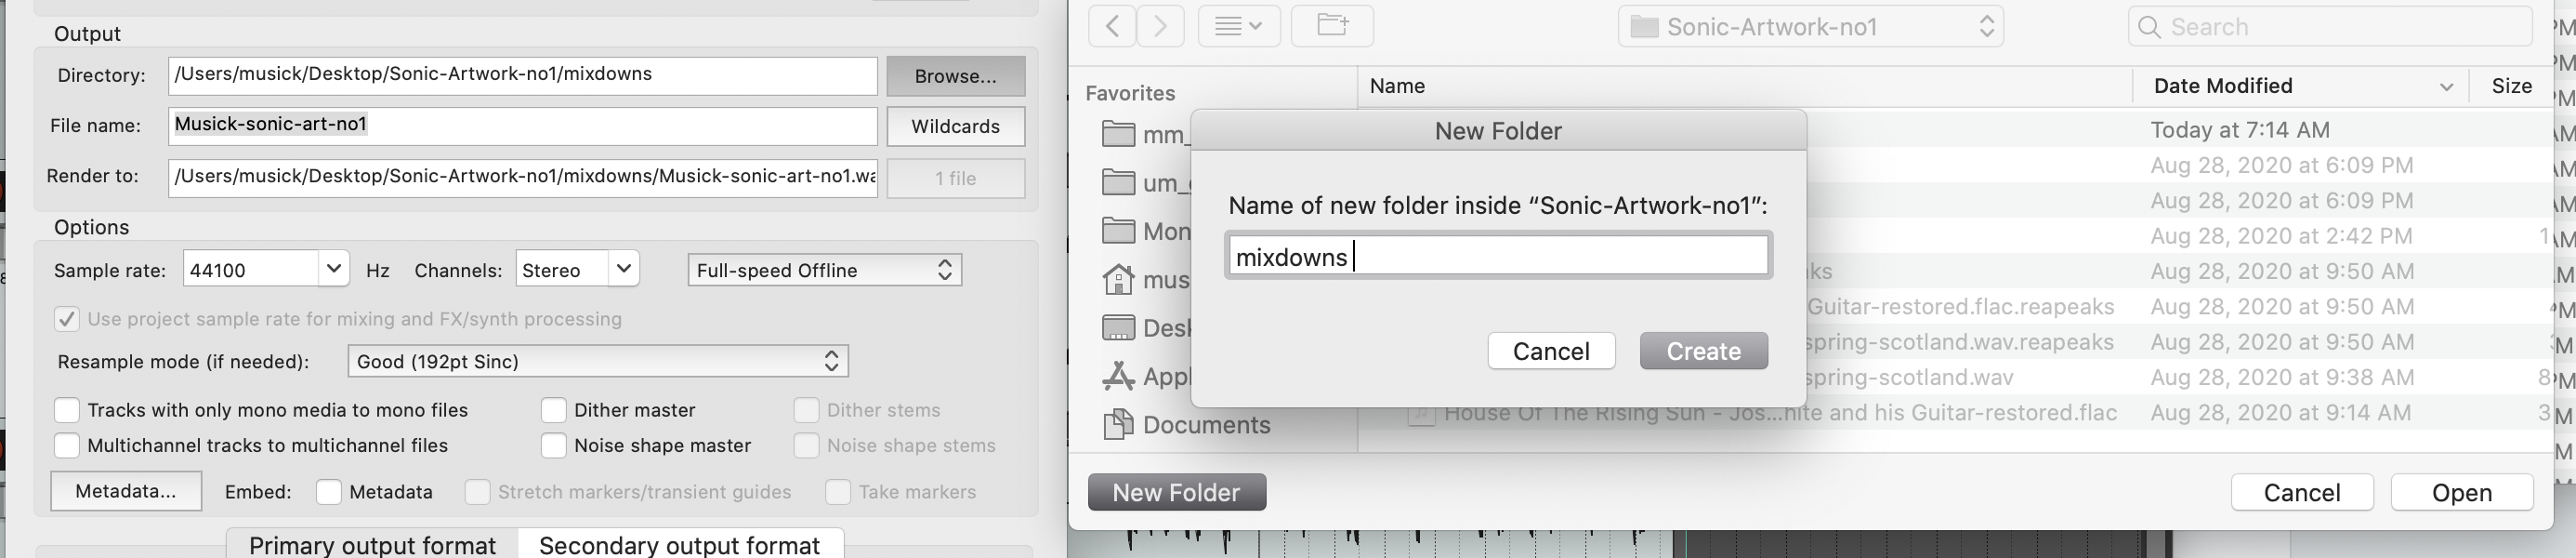 Output
Directory: /Users/musick/Desktop/Sonic-Artwork-no1/mixdowns Browse...
File name: Musick-sonic-art-no1 Wildcards
Render to: /Users/musick/Desktop/Sonic-Artwork-no1/mixdowns/Musick-sonic-art-no1.wa 1 file
Options
Sample rate: 44100 Hz Channels: Stereo Full-speed Offline
Use project sample rate for mixing and FX/synth processing
Resample mode (if needed): Good (192pt Sinc)
Tracks with only mono media to mono files Dither master Dither stems
Multichannel tracks to multichannel files Noise shape master Noise shape stems
Metadata... Embed: Metadata Stretch markers/transient guides Take markers
Primary output format Secondary output format
Sonic-Artwork-no1 Search
Favorites
mm_
um_
Mon
mus
Desk
Appl
Documents
Name Date Modified Size
Today at 7:14 AM
Aug 28, 2020 at 6:09 PM
Aug 28, 2020 at 6:09 PM
Aug 28, 2020 at 2:42 PM 1
aks Aug 28, 2020 at 9:50 AM
Guitar-restored.flac.reapeaks Aug 28, 2020 at 9:50 AM
spring-scotland.wav.reapeaks Aug 28, 2020 at 9:50 AM
spring-scotland.wav Aug 28, 2020 at 9:38 AM 8
House Of The Rising Sun - Jos...hite and his Guitar-restored.flac Aug 28, 2020 at 9:14 AM 3
New Folder
Name of new folder inside “Sonic-Artwork-no1”:
mixdowns
Cancel Create
New Folder Cancel Open